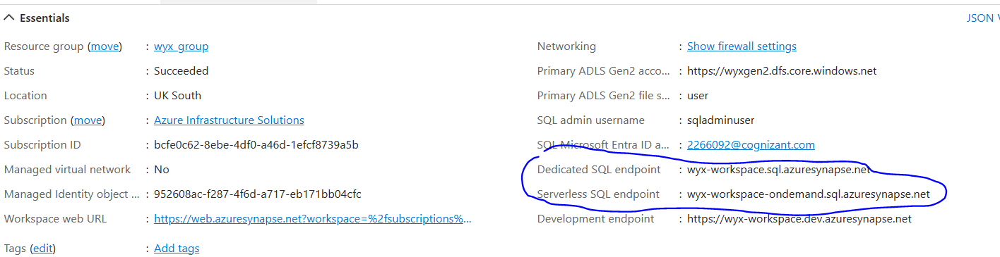 Essentials
JSON V
Resource group (move) : wyx_group
Status : Succeeded
Location : UK South
Subscription (move) : Azure Infrastructure Solutions
Subscription ID : bcfe0c62-8ebe-4df0-a46d-1efcf8739a5b
Managed virtual network : No
Managed Identity object ... : 952608ac-f287-4f6d-a717-eb171bb04cfc
Workspace web URL : https://web.azuresynapse.net?workspace=%2fsubscriptions%...
Tags (edit) : Add tags
Networking : Show firewall settings
Primary ADLS Gen2 acco... : https://wyxgen2.dfs.core.windows.net
Primary ADLS Gen2 file s... : user
SQL admin username : sqladminuser
SQL Microsoft Entra ID a... : 2266092@cognizant.com
Dedicated SQL endpoint : wyx-workspace.sql.azuresynapse.net
Serverless SQL endpoint : wyx-workspace-ondemand.sql.azuresynapse.net
Development endpoint : https://wyx-workspace.dev.azuresynapse.net